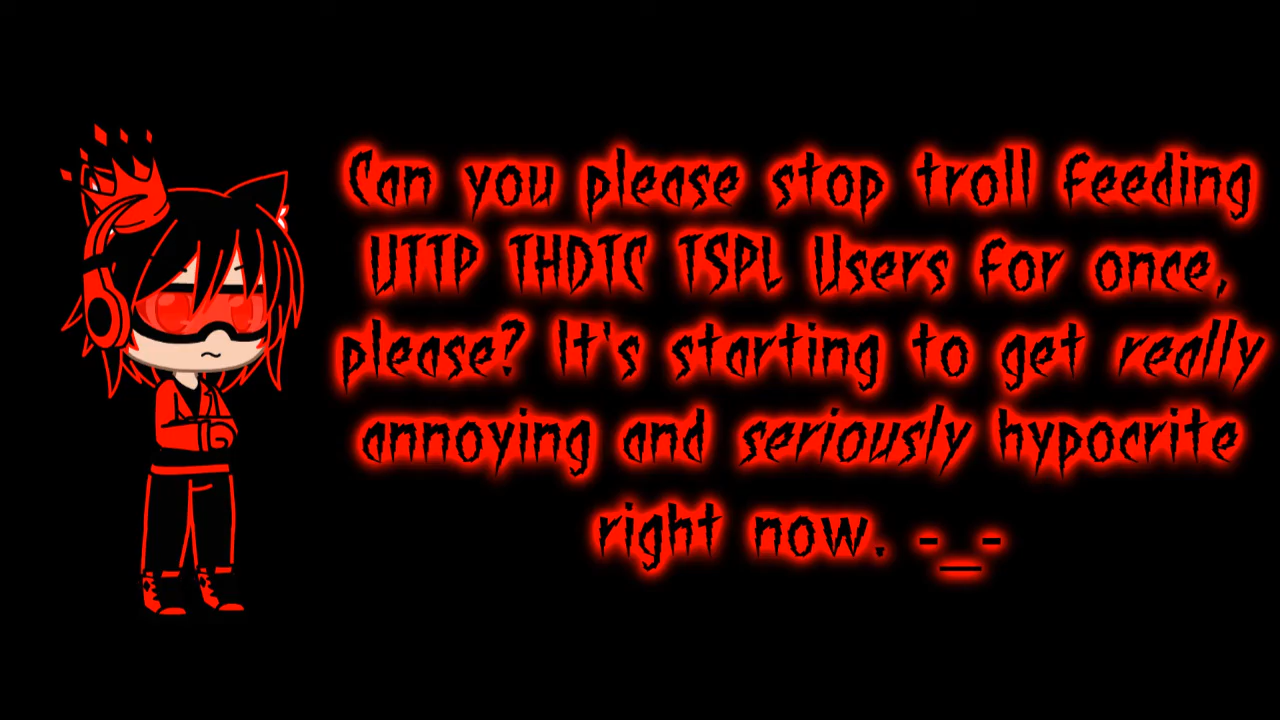 Can you please stop troll feeding
UTTP THDTC TSPL Users for once,
please? It's starting to get really
annoying and seriously hypocrite
right now. -_-